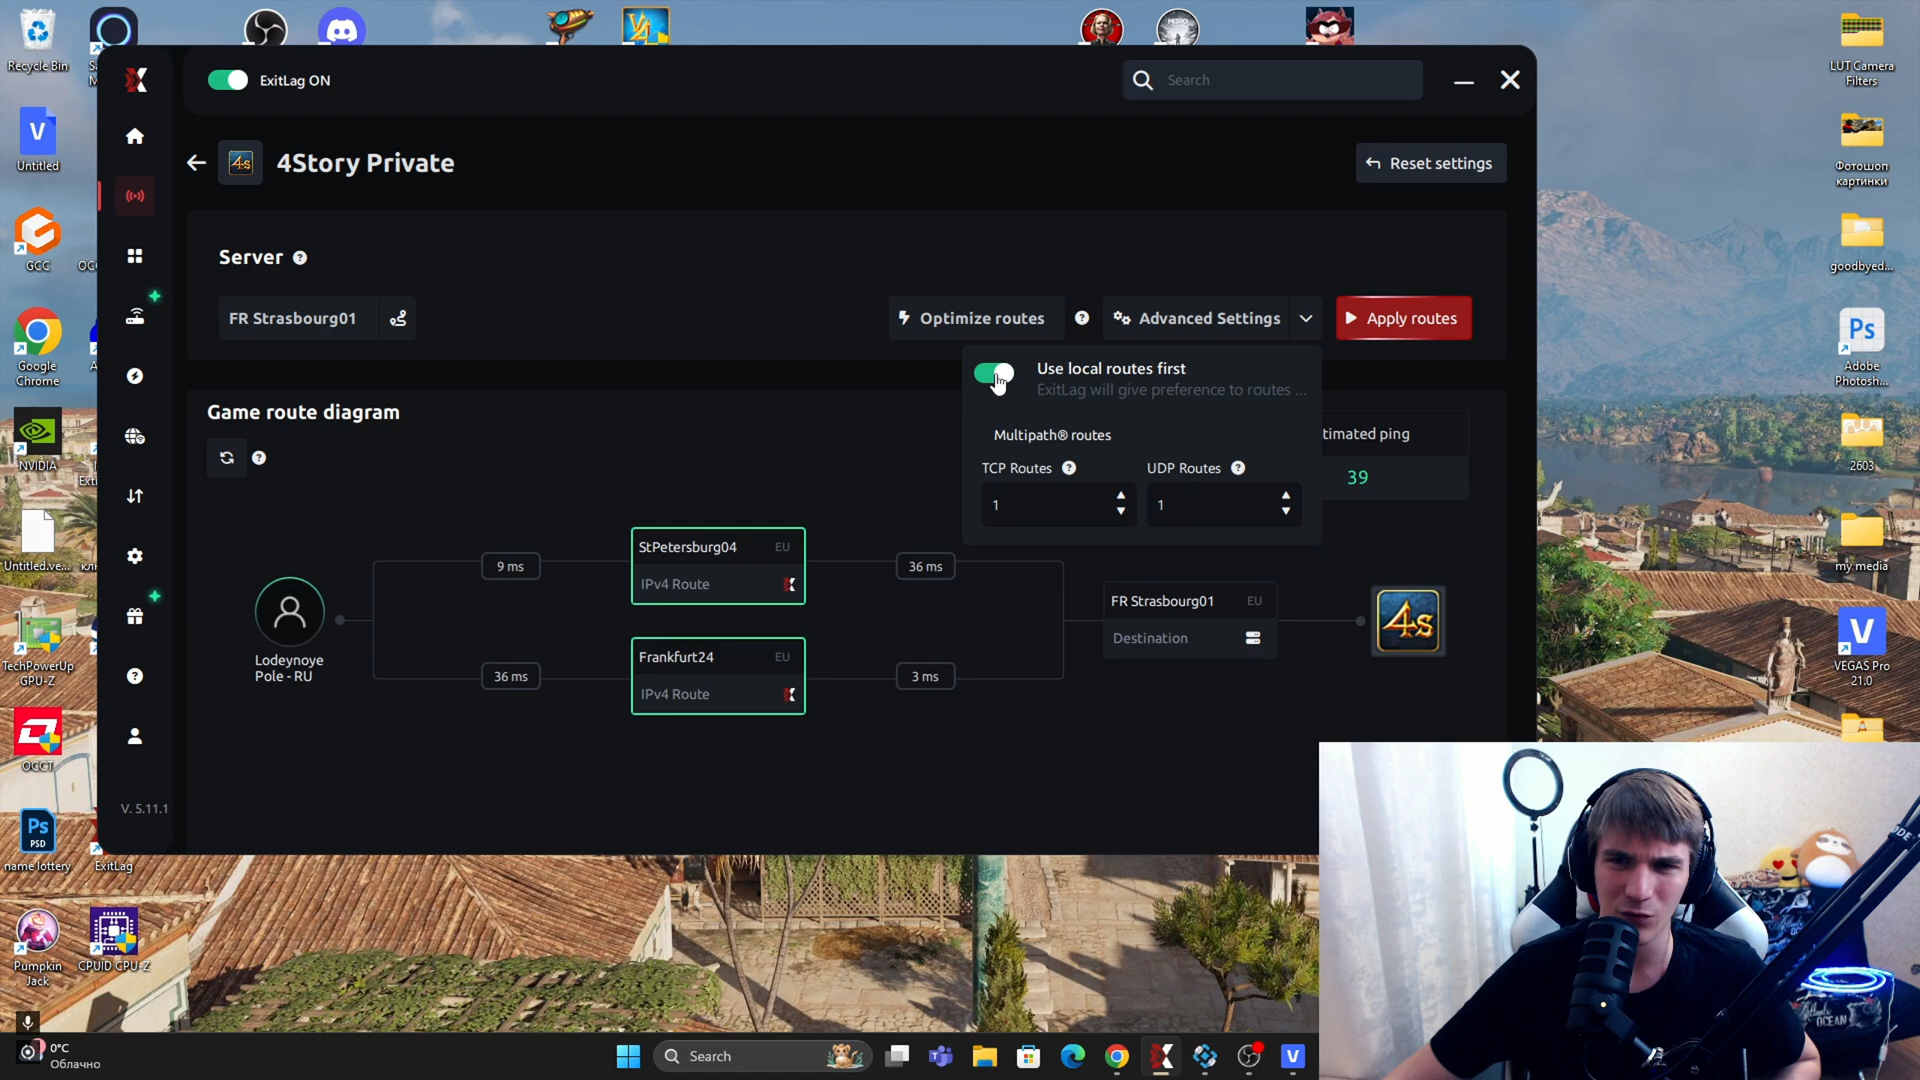 Recycle Bin
LUT Camera
Filters
ExitLag ON
Search
4Story Private
Reset settings
V
Untitled
Фотошоп
картинки
Server
FR Strasbourg01
Optimize routes
Advanced Settings
Apply routes
GCC
goodbyed...
Use local routes first
ExitLag will give preference to routes ...
Google
Chrome
Ps
Adobe
Photosh...
Game route diagram
Multipath® routes
timated ping
TCP Routes
UDP Routes
39
NVIDIA
2603
1
1
StPetersburg04
EU
9 ms
36 ms
IPv4 Route
Untitled.ve...
my media
FR Strasbourg01
EU
Destination
4s
Lodeynoye
Pole - RU
Frankfurt24
EU
36 ms
3 ms
IPv4 Route
TechPowerUp
GPU-Z
V
VEGAS Pro
21.0
OCCT
V. 5.11.1
Ps
PSD
name lottery
ExitLag
Pumpkin
Jack
CPUID CPU-Z
0°C
Облачно
Search
V
OCEAN